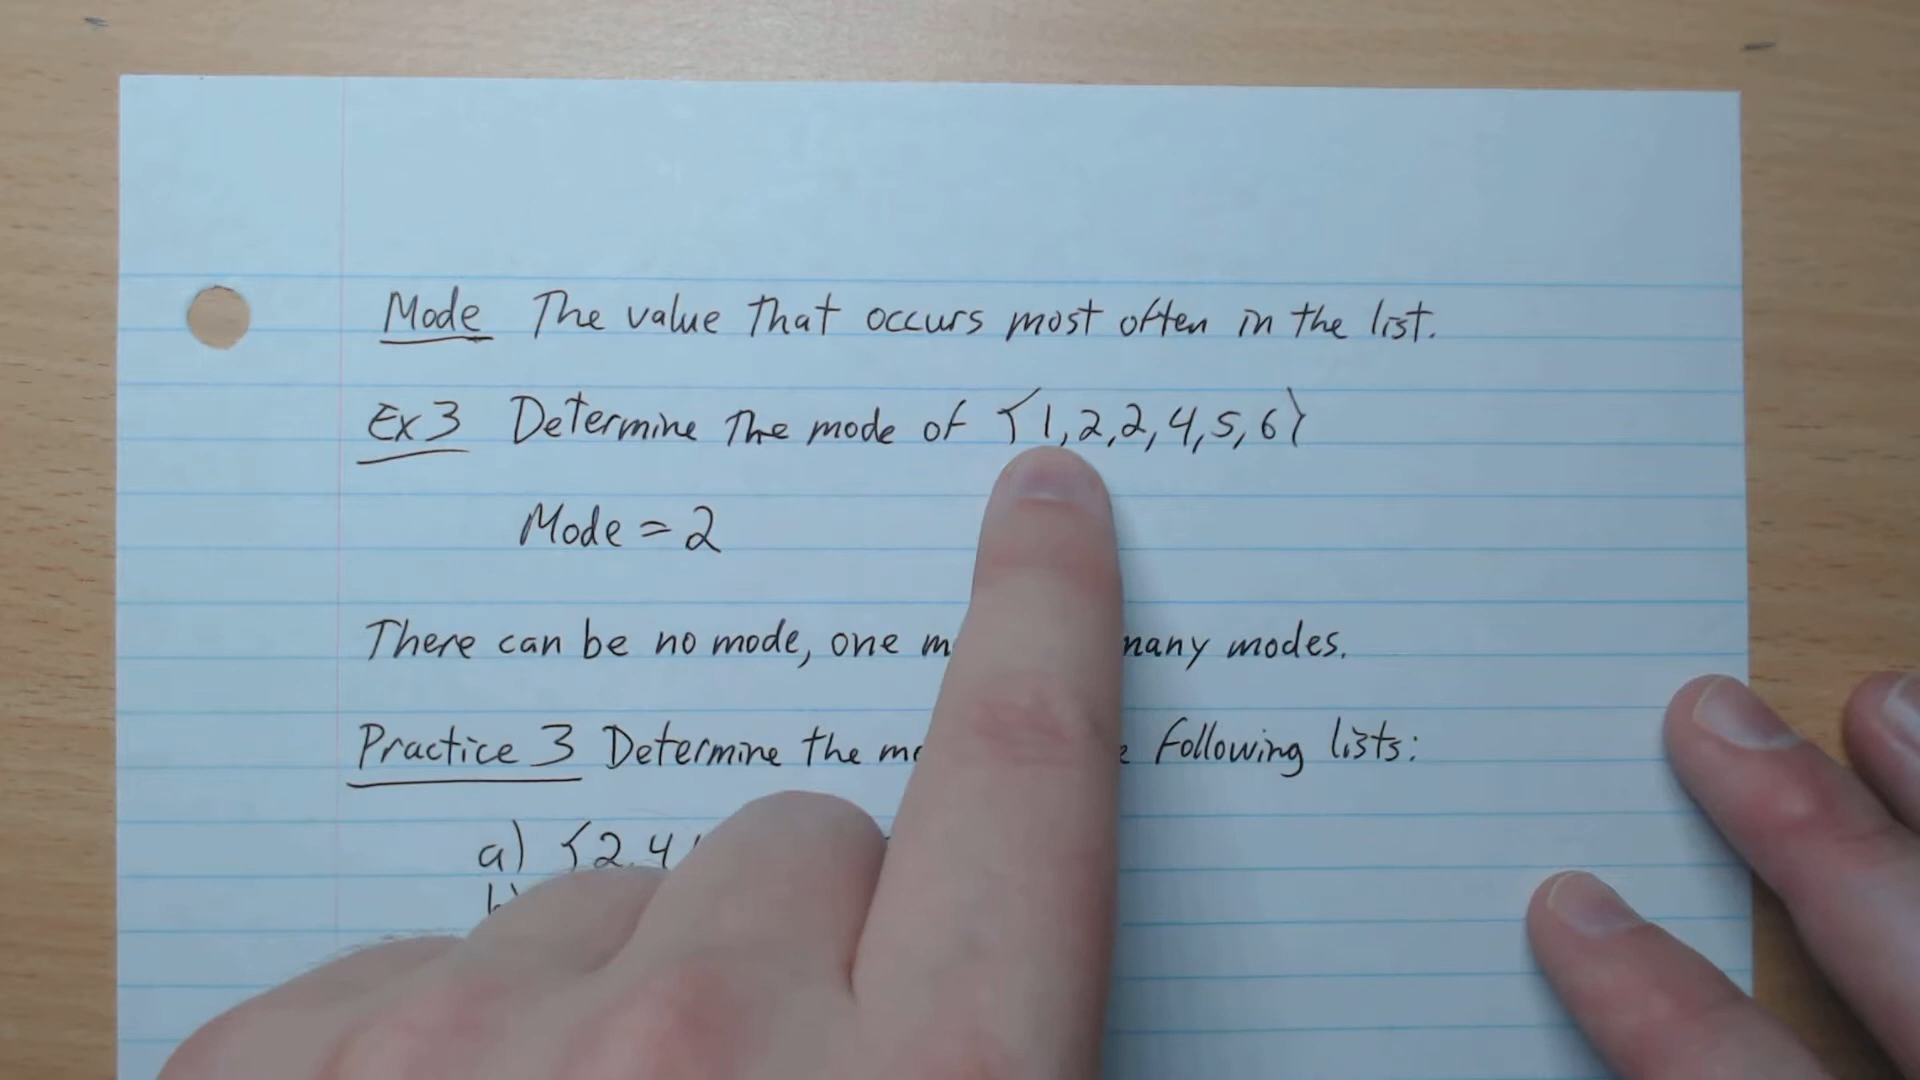 Mode The value that occurs most often in the list.
Ex 3 Determine the mode of {1,2,2,4,5,6}
Mode = 2
There can be no mode, one many modes.
Practice 3 Determine the following lists:
a) {2,4